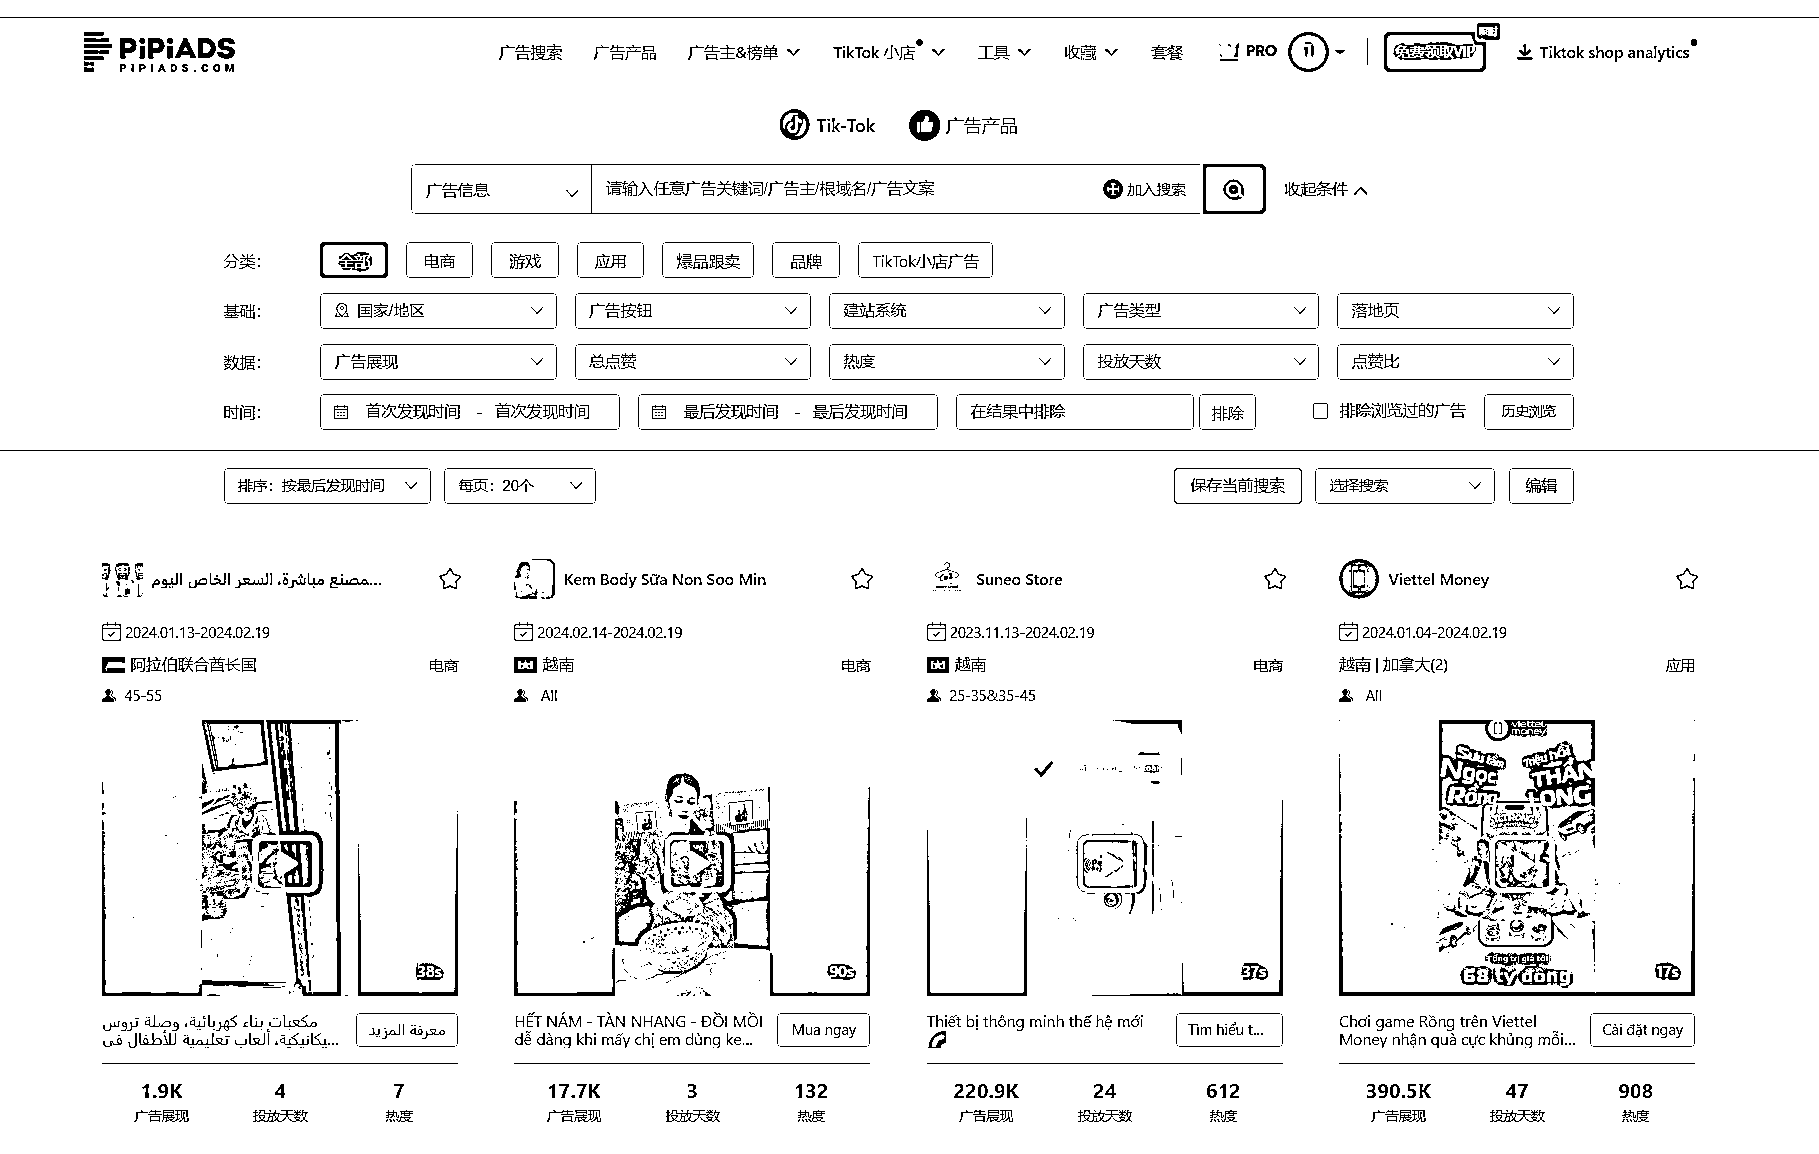 PiPiADS
PIPIADS.COM
广告搜索
广告产品
广告主&榜单
TikTok 小店
工具
收藏
套餐
PRO
免费领取VIP
Tiktok shop analytics
Tik-Tok
广告产品
广告信息
请输入任意广告关键词/广告主/根域名/广告文案
加入搜索
收起条件
分类:
全部
电商
游戏
应用
爆品跟卖
品牌
TikTok小店广告
基础:
国家/地区
广告按钮
建站系统
广告类型
落地页
数据:
广告展现
总点赞
热度
投放天数
点赞比
时间:
首次发现时间 - 首次发现时间
最后发现时间 - 最后发现时间
在结果中排除
排除
排除浏览过的广告
历史浏览
排序: 按最后发现时间
每页: 20个
保存当前搜索
选择搜索
编辑
مصنع مباشرة، السعر الخاص اليوم...
Kem Body Sữa Non Soo Min
Suneo Store
Viettel Money
2024.01.13-2024.02.19
2024.02.14-2024.02.19
2023.11.13-2024.02.19
2024.01.04-2024.02.19
阿拉伯联合酋长国
电商
越南
电商
越南
电商
越南 | 加拿大(2)
应用
45-55
All
25-35&35-45
All
viettel
money
Sưu tầm
Ngọc
Rồng
Triệu hồi
THẦN
LONG
Tổng trị giá tới
68 tỷ đồng
38s
90s
37s
17s
مكعبات بناء كهربائية، وصلة تروس
يكانيكية، ألعاب تعليمية للأطفال في...
معرفة المزيد
HẾT NÁM - TÀN NHANG - ĐỒI MỒI
dễ dàng khi mấy chị em dùng ke...
Mua ngay
Thiết bị thông minh thế hệ mới
Tìm hiểu t...
Chơi game Rồng trên Viettel
Money nhận quà cực khủng mỗi...
Cài đặt ngay
1.9K
4
7
17.7K
3
132
220.9K
24
612
390.5K
47
908
广告展现
投放天数
热度
广告展现
投放天数
热度
广告展现
投放天数
热度
广告展现
投放天数
热度